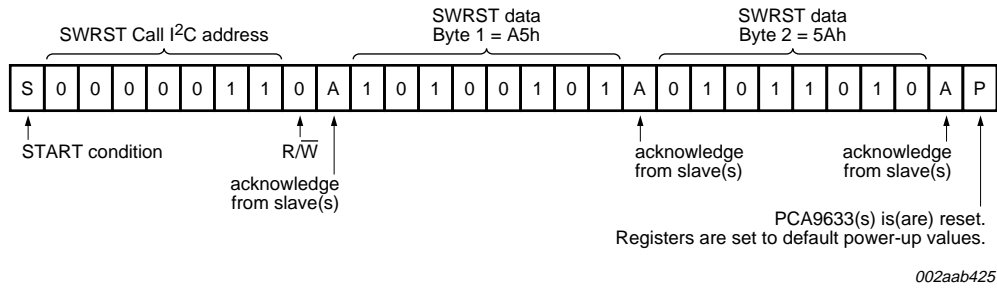 SWRST Call I2C address
SWRST data
Byte 1 = A5h
SWRST data
Byte 2 = 5Ah
S 0 0 0 0 0 1 1 0 A 1 0 1 0 0 1 0 1 A 0 1 0 1 1 0 1 0 A P
START condition
R/W̅
acknowledge
from slave(s)
acknowledge
from slave(s)
acknowledge
from slave(s)
PCA9633(s) is(are) reset.
Registers are set to default power-up values.
002aab425